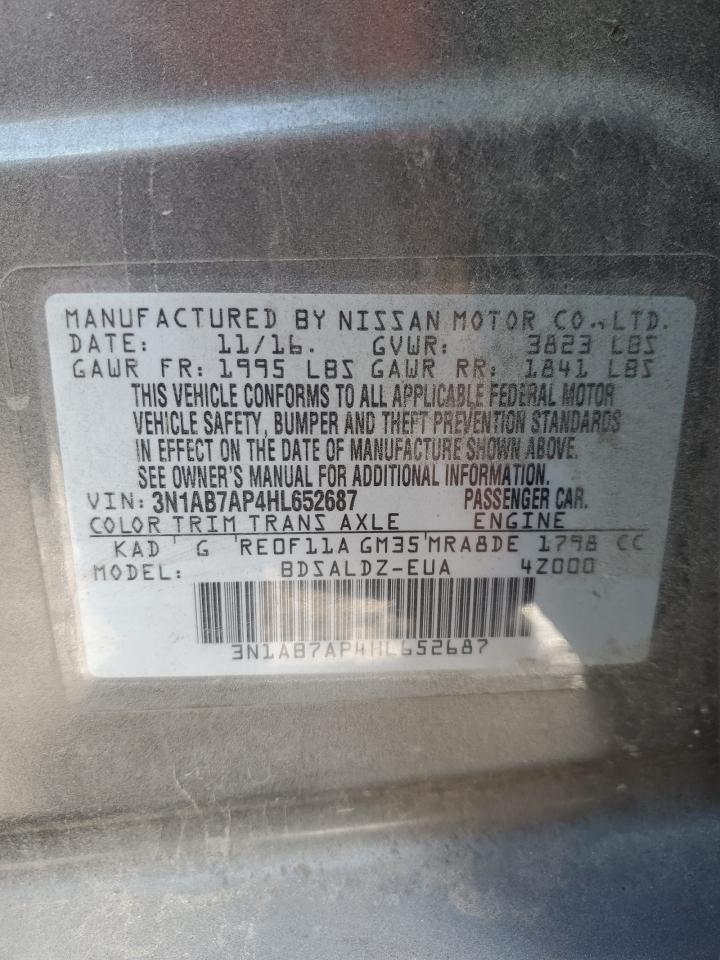 MANUFACTURED BY NISSAN MOTOR CO., LTD.
DATE: 11/16. GVWR: 3823 LBS
GAWR FR: 1995 LBS GAWR RR: 1841 LBS
THIS VEHICLE CONFORMS TO ALL APPLICABLE FEDERAL MOTOR
VEHICLE SAFETY, BUMPER AND THEFT PREVENTION STANDARDS
IN EFFECT ON THE DATE OF MANUFACTURE SHOWN ABOVE.
SEE OWNER'S MANUAL FOR ADDITIONAL INFORMATION.
VIN: 3N1AB7AP4HL652687 PASSENGER CAR.
COLOR TRIM TRANS AXLE ENGINE
KAD G RE0F11A GM35 MRA8DE 1798 CC
MODEL: BDSALDZ-EUA 4Z000
3N1AB7AP4HL652687